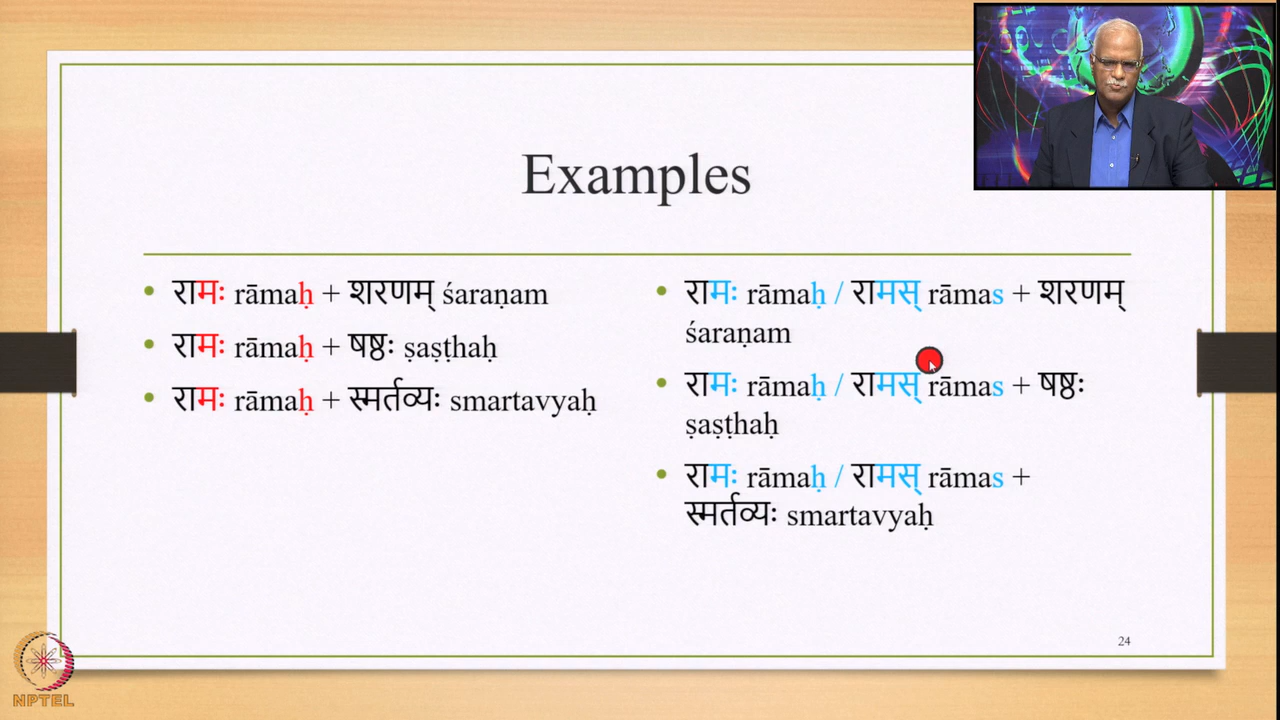 Examples
• रामः rāmaḥ + शरणम् śaraṇam
• रामः rāmaḥ + षष्ठः ṣaṣṭhaḥ
• रामः rāmaḥ + स्मर्तव्यः smartavyaḥ
• रामः rāmaḥ / रामस् rāmas + शरणम्
śaraṇam
• रामः rāmaḥ / रामस् rāmas + षष्ठः
ṣaṣṭhaḥ
• रामः rāmaḥ / रामस् rāmas +
स्मर्तव्यः smartavyaḥ
24
NPTEL